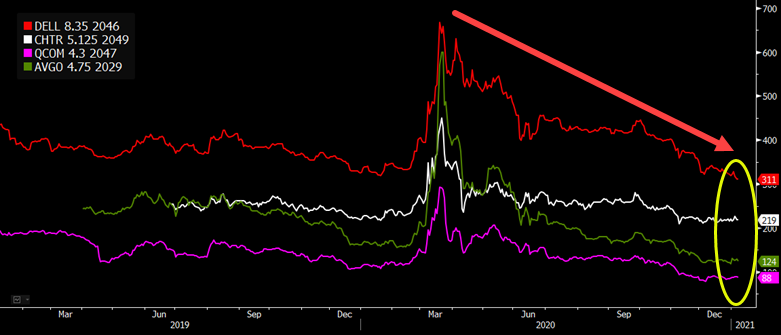 DELL 8.35 2046
CHTR 5.125 2049
QCOM 4.3 2047
AVGO 4.75 2029
700
600
500
400
311
300
219
200
124
100
88
Mar Jun Sep Dec Mar Jun Sep Dec
2019 2020 2021